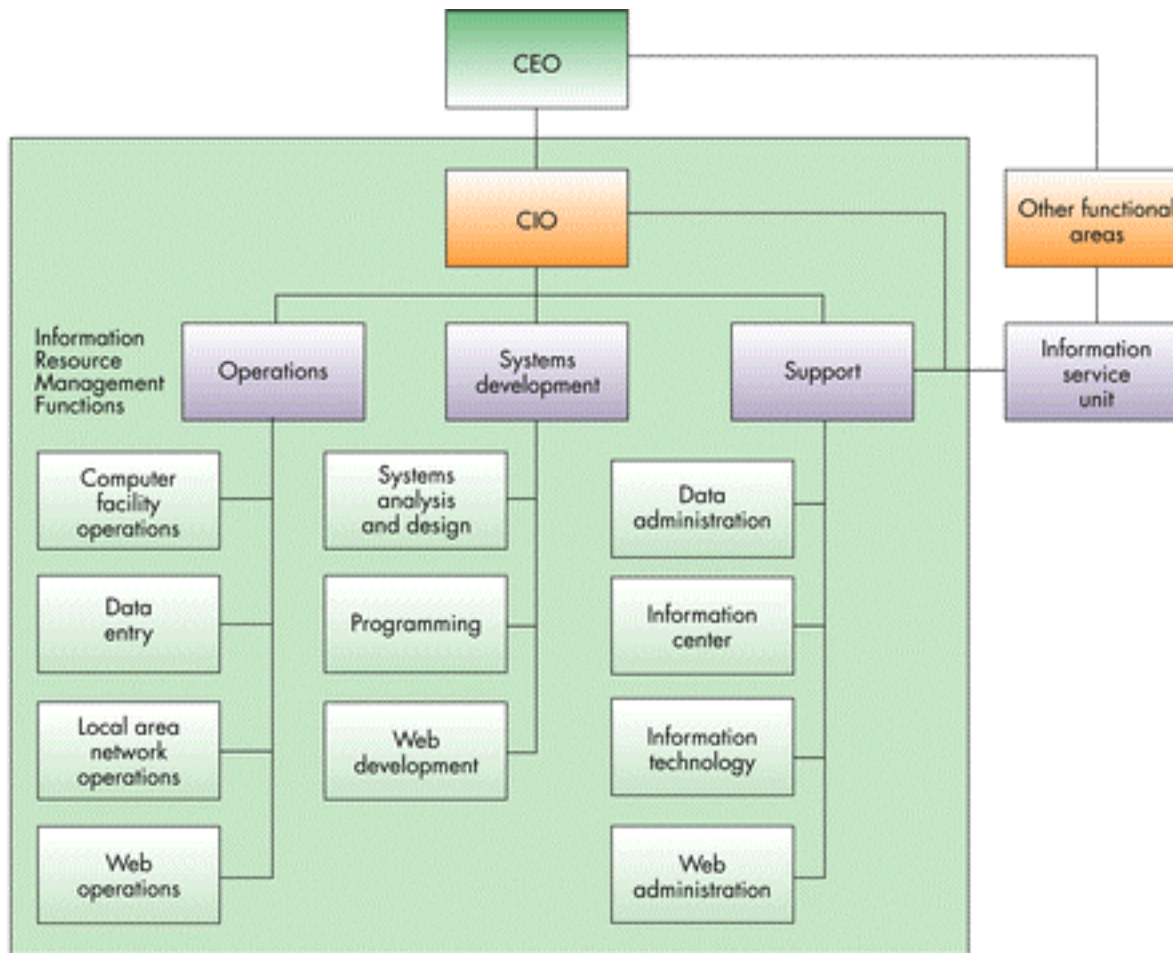 CEO
CIO
Other functional
areas
Information
Resource
Management
Functions
Operations
Systems
development
Support
Information
service
unit
Computer
facility
operations
Systems
analysis
and design
Data
administration
Data
entry
Programming
Information
center
Local area
network
operations
Web
development
Information
technology
Web
operations
Web
administration